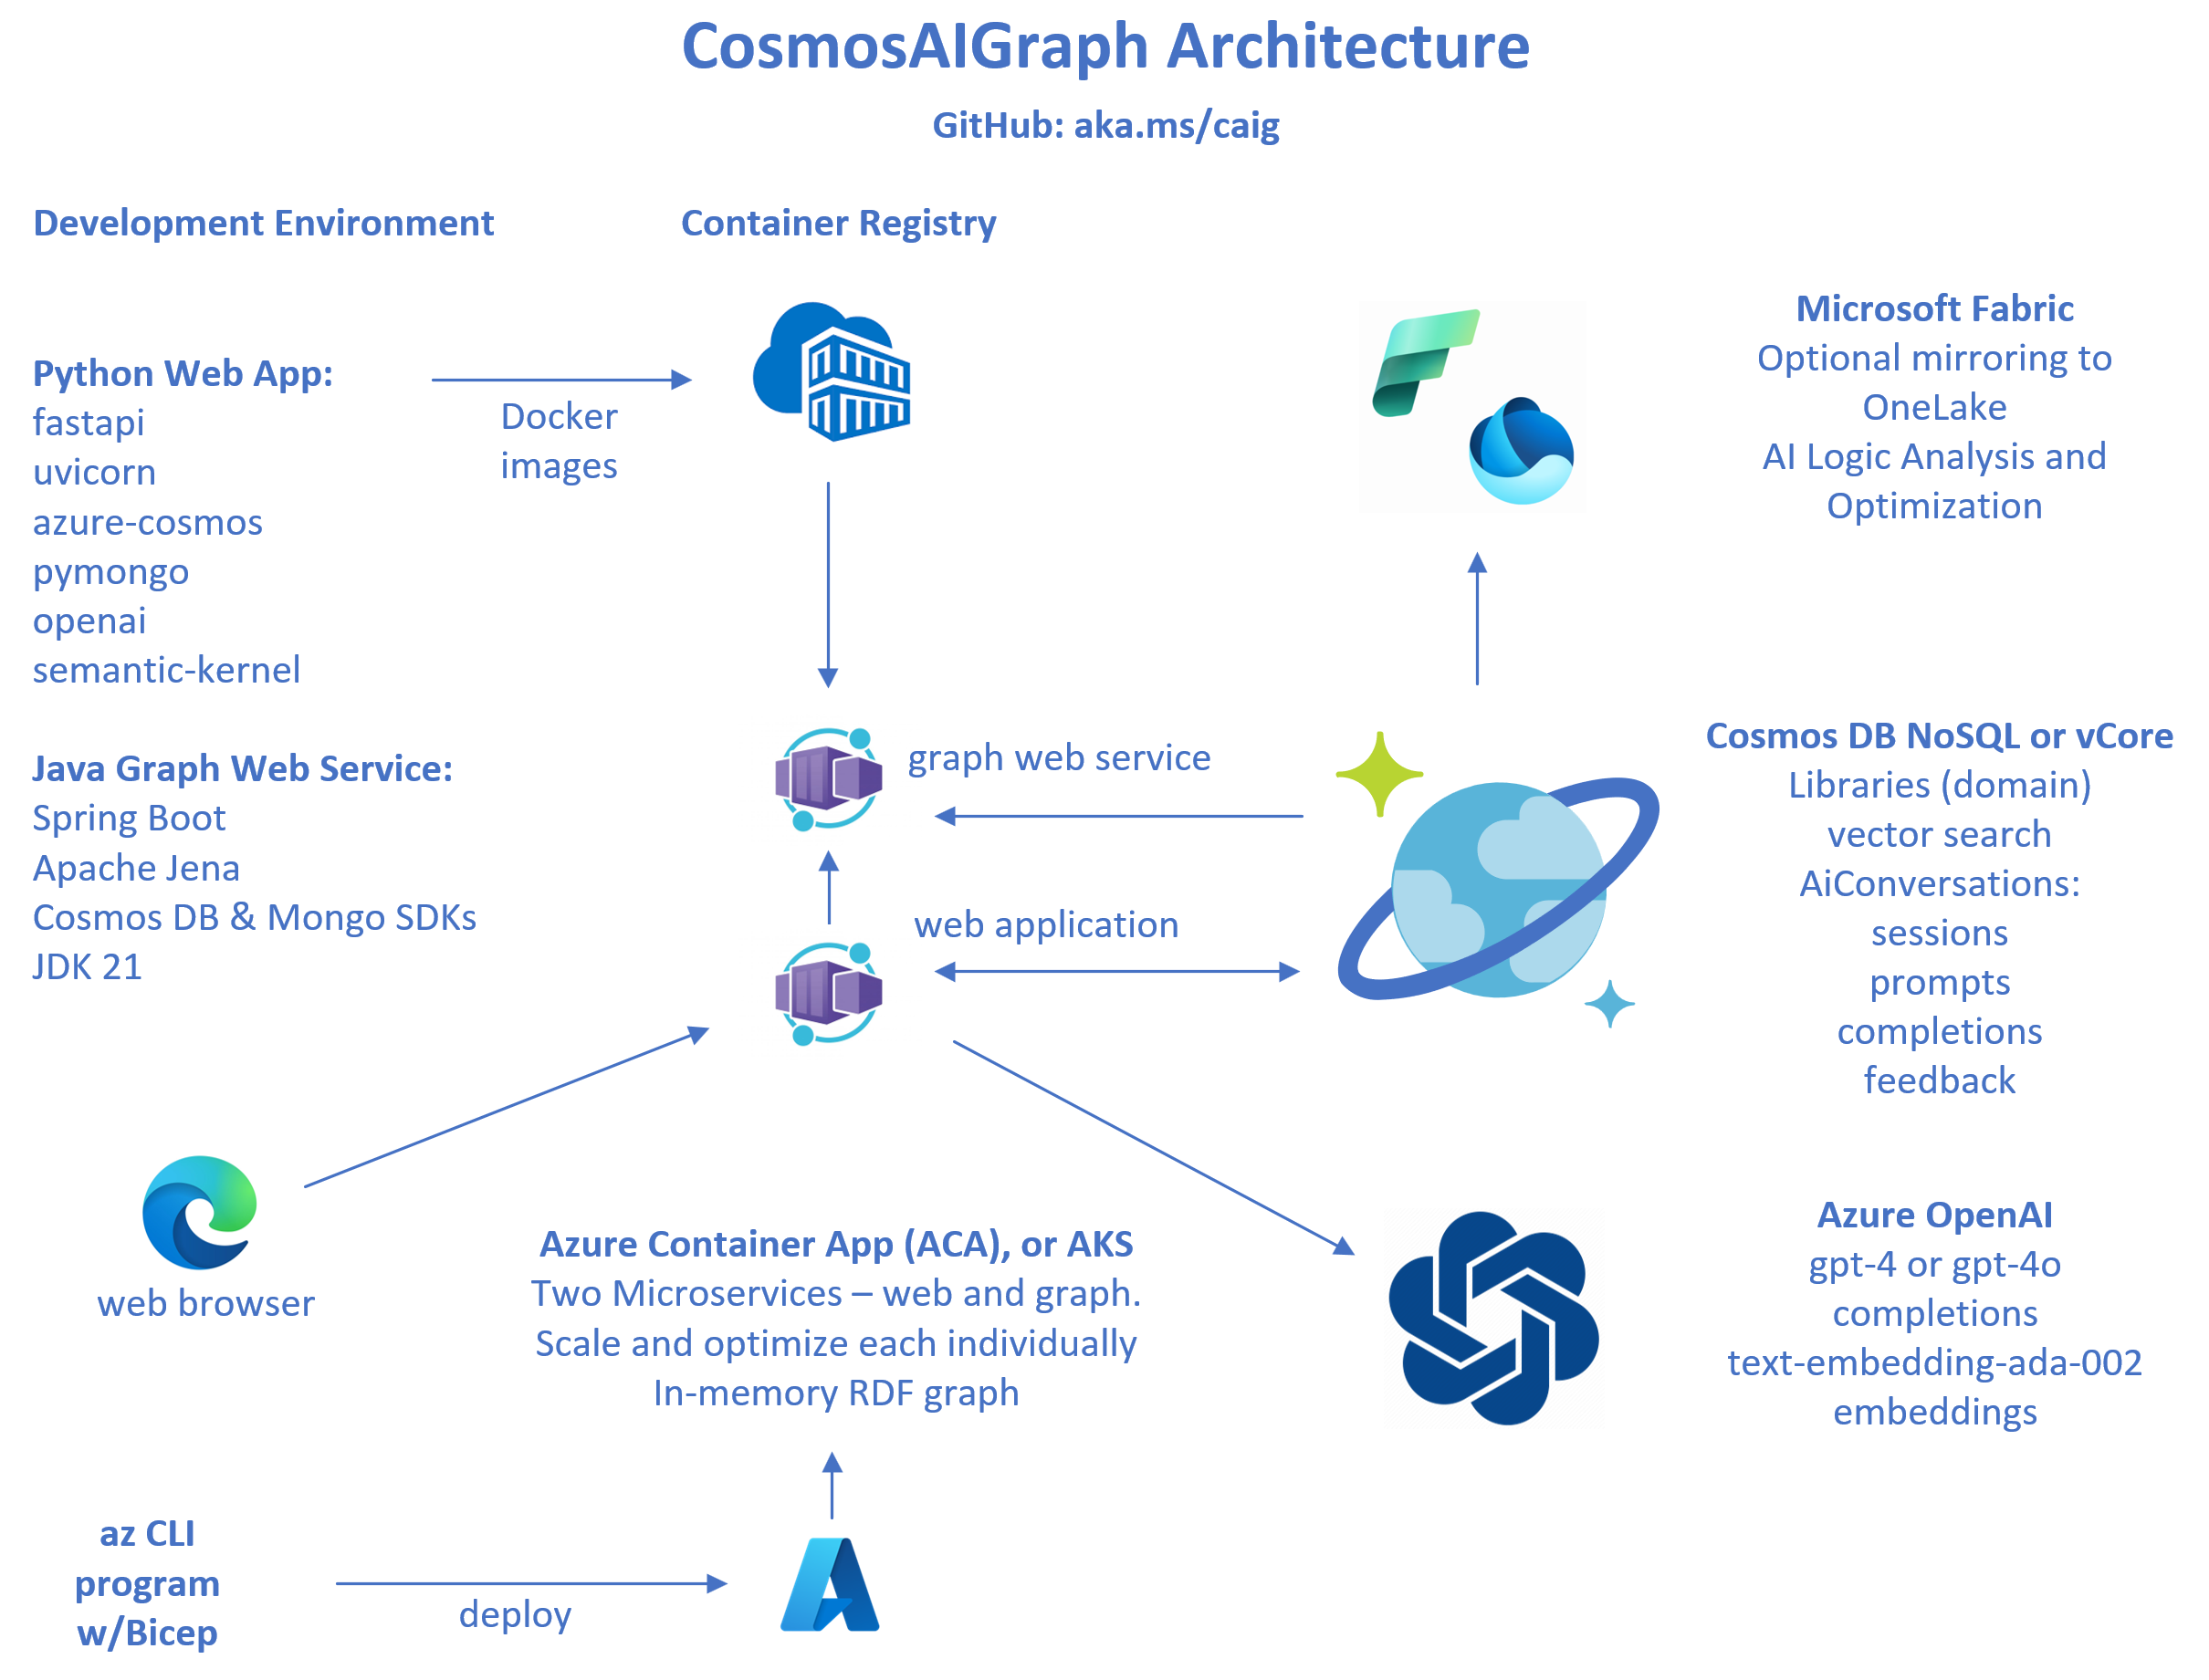 CosmosAIGraph Architecture
GitHub: aka.ms/caig
Development Environment
Container Registry
Python Web App:
fastapi
uvicorn
azure-cosmos
pymongo
openai
semantic-kernel
Docker
images
Microsoft Fabric
Optional mirroring to
OneLake
AI Logic Analysis and
Optimization
Java Graph Web Service:
Spring Boot
Apache Jena
Cosmos DB & Mongo SDKs
JDK 21
graph web service
web application
Cosmos DB NoSQL or vCore
Libraries (domain)
vector search
AiConversations:
sessions
prompts
completions
feedback
web browser
Azure Container App (ACA), or AKS
Two Microservices – web and graph.
Scale and optimize each individually
In-memory RDF graph
Azure OpenAI
gpt-4 or gpt-4o
completions
text-embedding-ada-002
embeddings
az CLI
program
w/Bicep
deploy